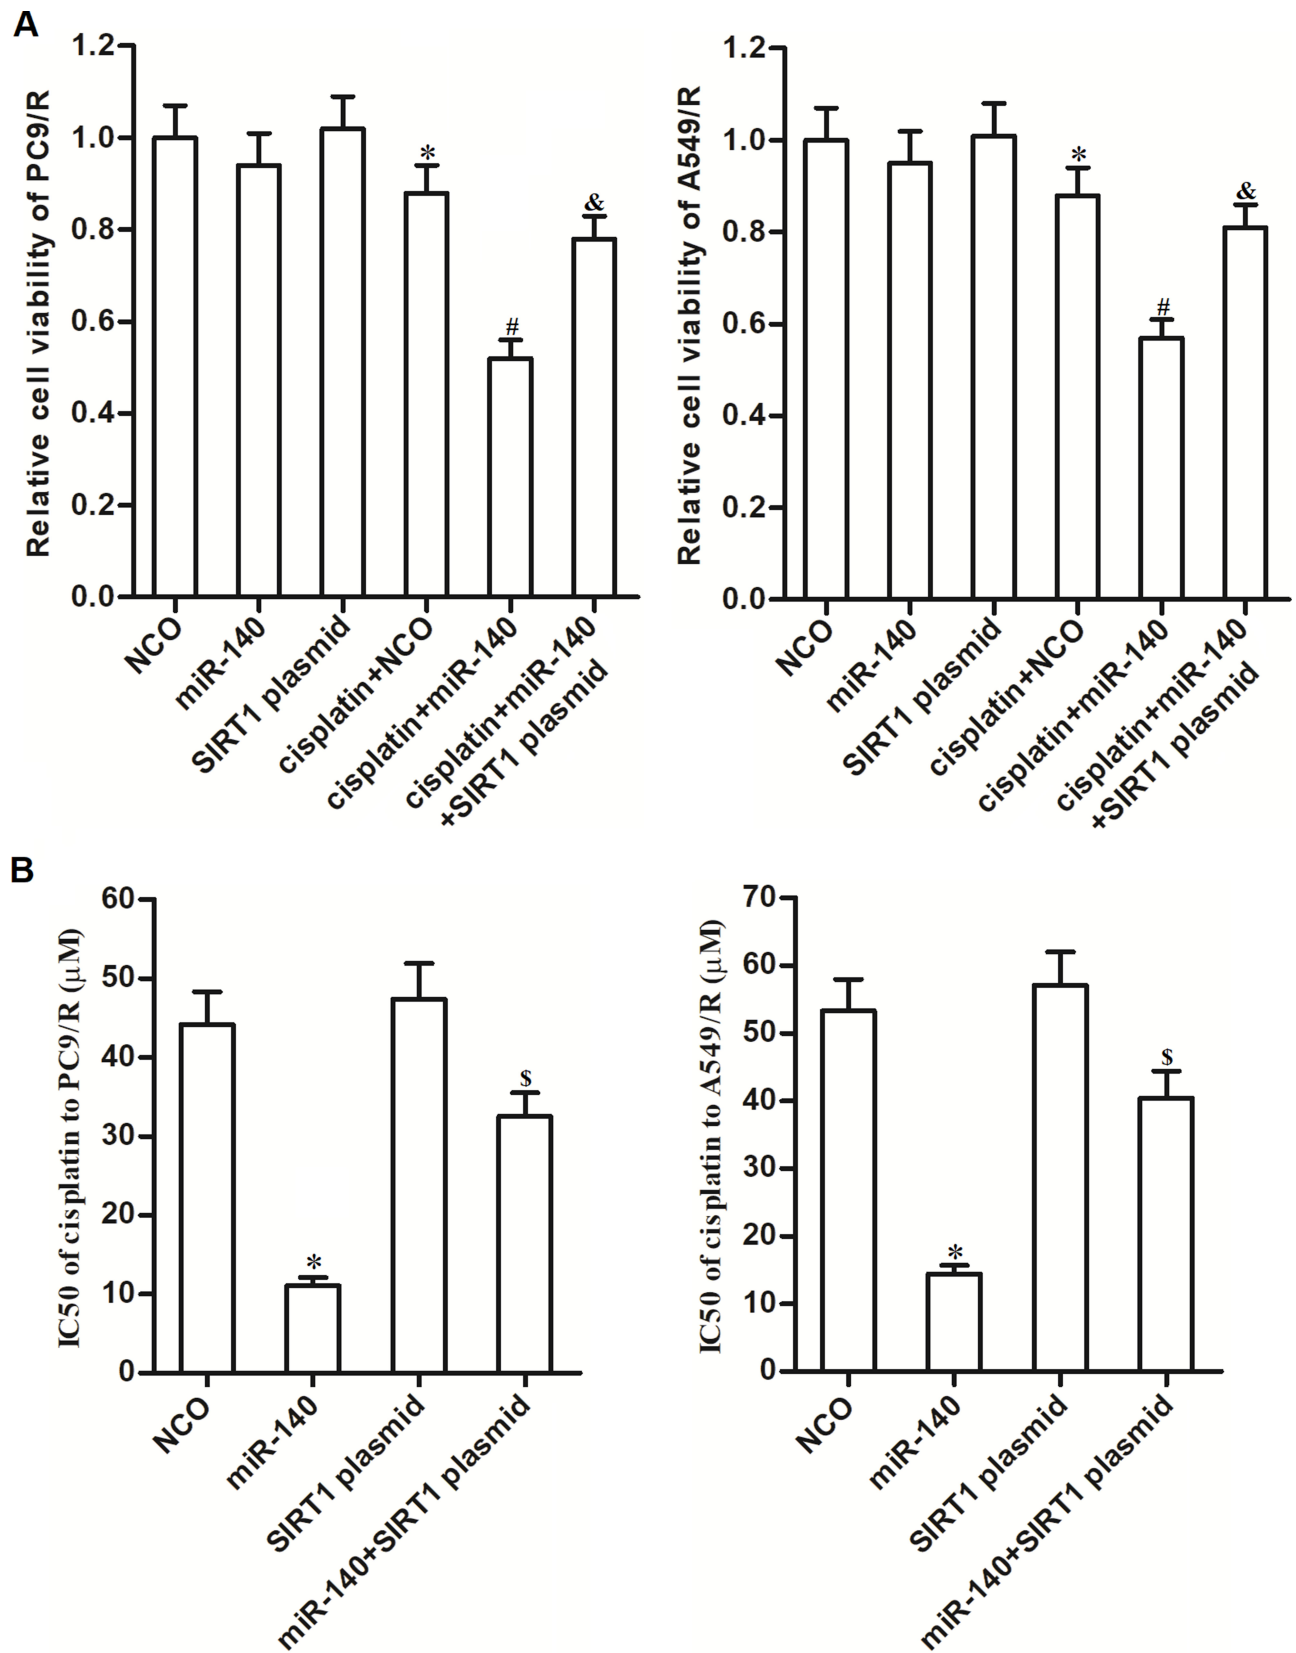 A
Relative cell viability of PC9/R
1.2
1.0
0.8
0.6
0.4
0.2
0.0
*
#
&
NCO
miR-140
SIRT1 plasmid
cisplatin+NCO
cisplatin+miR-140
cisplatin+miR-140
+SIRT1 plasmid
Relative cell viability of A549/R
1.2
1.0
0.8
0.6
0.4
0.2
0.0
*
#
&
NCO
miR-140
SIRT1 plasmid
cisplatin+NCO
cisplatin+miR-140
cisplatin+miR-140
+SIRT1 plasmid
B
IC50 of cisplatin to PC9/R (μM)
60
50
40
30
20
10
0
*
$
NCO
miR-140
SIRT1 plasmid
miR-140+SIRT1 plasmid
IC50 of cisplatin to A549/R (μM)
70
60
50
40
30
20
10
0
*
$
NCO
miR-140
SIRT1 plasmid
miR-140+SIRT1 plasmid